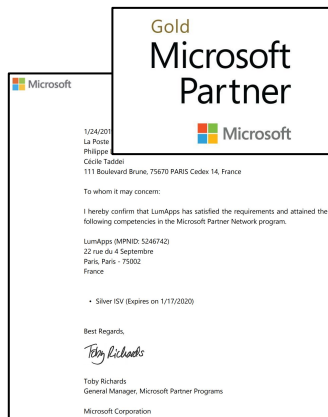 Gold
Microsoft
Partner
Microsoft
Microsoft
1/24/201
La Poste
Philippe
Cécile Taddei
111 Boulevard Brune, 75670 PARIS Cedex 14, France
To whom it may concern:
I hereby confirm that LumApps has satisfied the requirements and attained the
following competencies in the Microsoft Partner Network program.
LumApps (MPNID: 5246742)
22 rue du 4 Septembre
Paris, Paris - 75002
France
• Silver ISV (Expires on 1/17/2020)
Best Regards,
Toby Richards
Toby Richards
General Manager, Microsoft Partner Programs
Microsoft Corporation